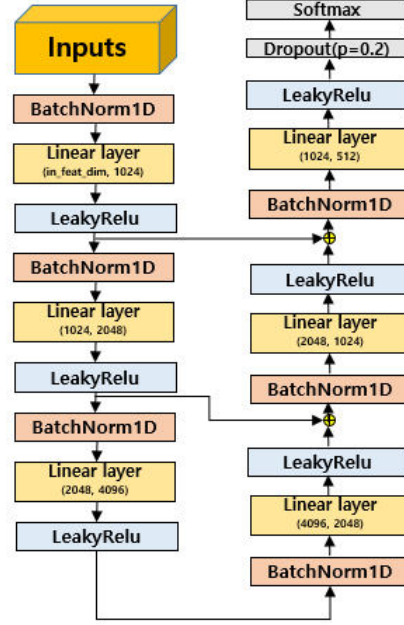 Inputs
BatchNorm1D
Linear layer
(in_feat_dim, 1024)
LeakyRelu
BatchNorm1D
Linear layer
(1024, 2048)
LeakyRelu
BatchNorm1D
Linear layer
(2048, 4096)
LeakyRelu
Softmax
Dropout(p=0.2)
LeakyRelu
Linear layer
(1024, 512)
BatchNorm1D
LeakyRelu
Linear layer
(2048, 1024)
BatchNorm1D
LeakyRelu
Linear layer
(4096, 2048)
BatchNorm1D